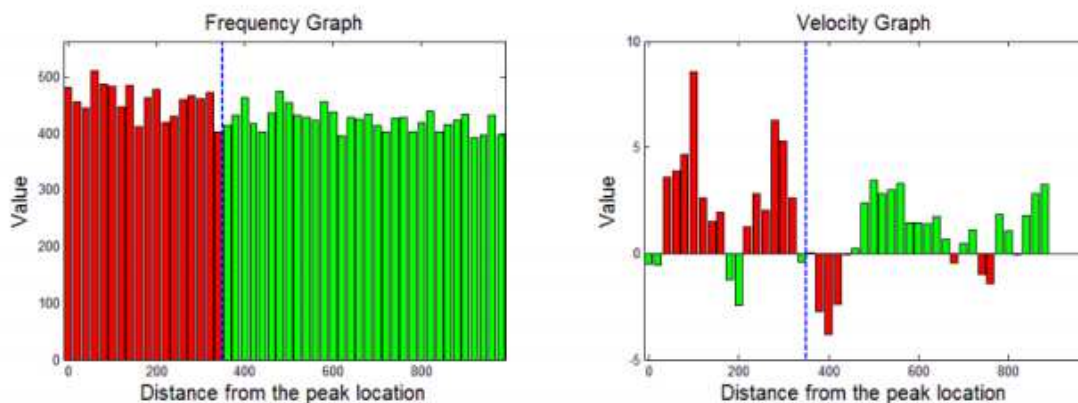 Frequency Graph
Value
500
400
300
200
100
0
0 200 400 600 800
Distance from the peak location
Velocity Graph
Value
10
5
0
-5
0 200 400 600 800
Distance from the peak location